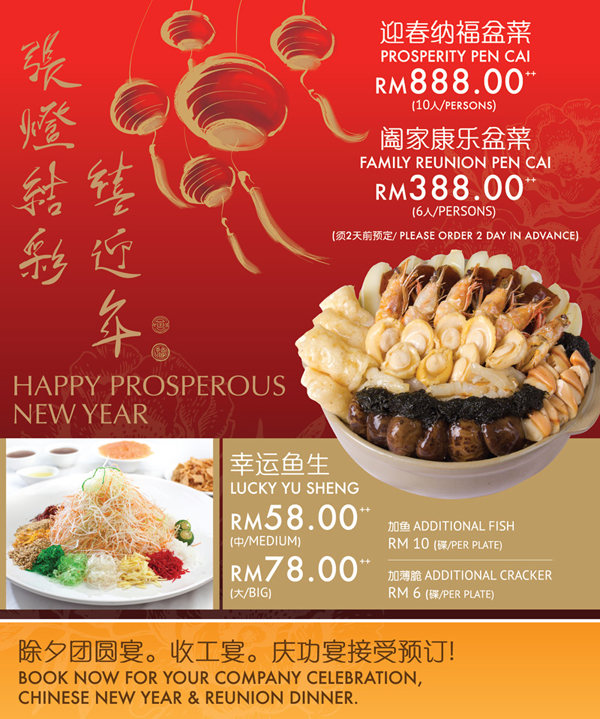 張燈結彩
禧迎年
HAPPY PROSPEROUS
NEW YEAR
迎春纳福盆菜
PROSPERITY PEN CAI
RM888.00++
(10人/PERSONS)
阖家康乐盆菜
FAMILY REUNION PEN CAI
RM388.00++
(6人/PERSONS)
(须2天前预定/ PLEASE ORDER 2 DAY IN ADVANCE)
幸运鱼生
LUCKY YU SHENG
RM58.00++
(中/MEDIUM)
RM78.00++
(大/BIG)
加鱼 ADDITIONAL FISH
RM 10 (碟/PER PLATE)
加薄脆 ADDITIONAL CRACKER
RM 6 (碟/PER PLATE)
除夕团圆宴。收工宴。庆功宴接受预订!
BOOK NOW FOR YOUR COMPANY CELEBRATION,
CHINESE NEW YEAR & REUNION DINNER.